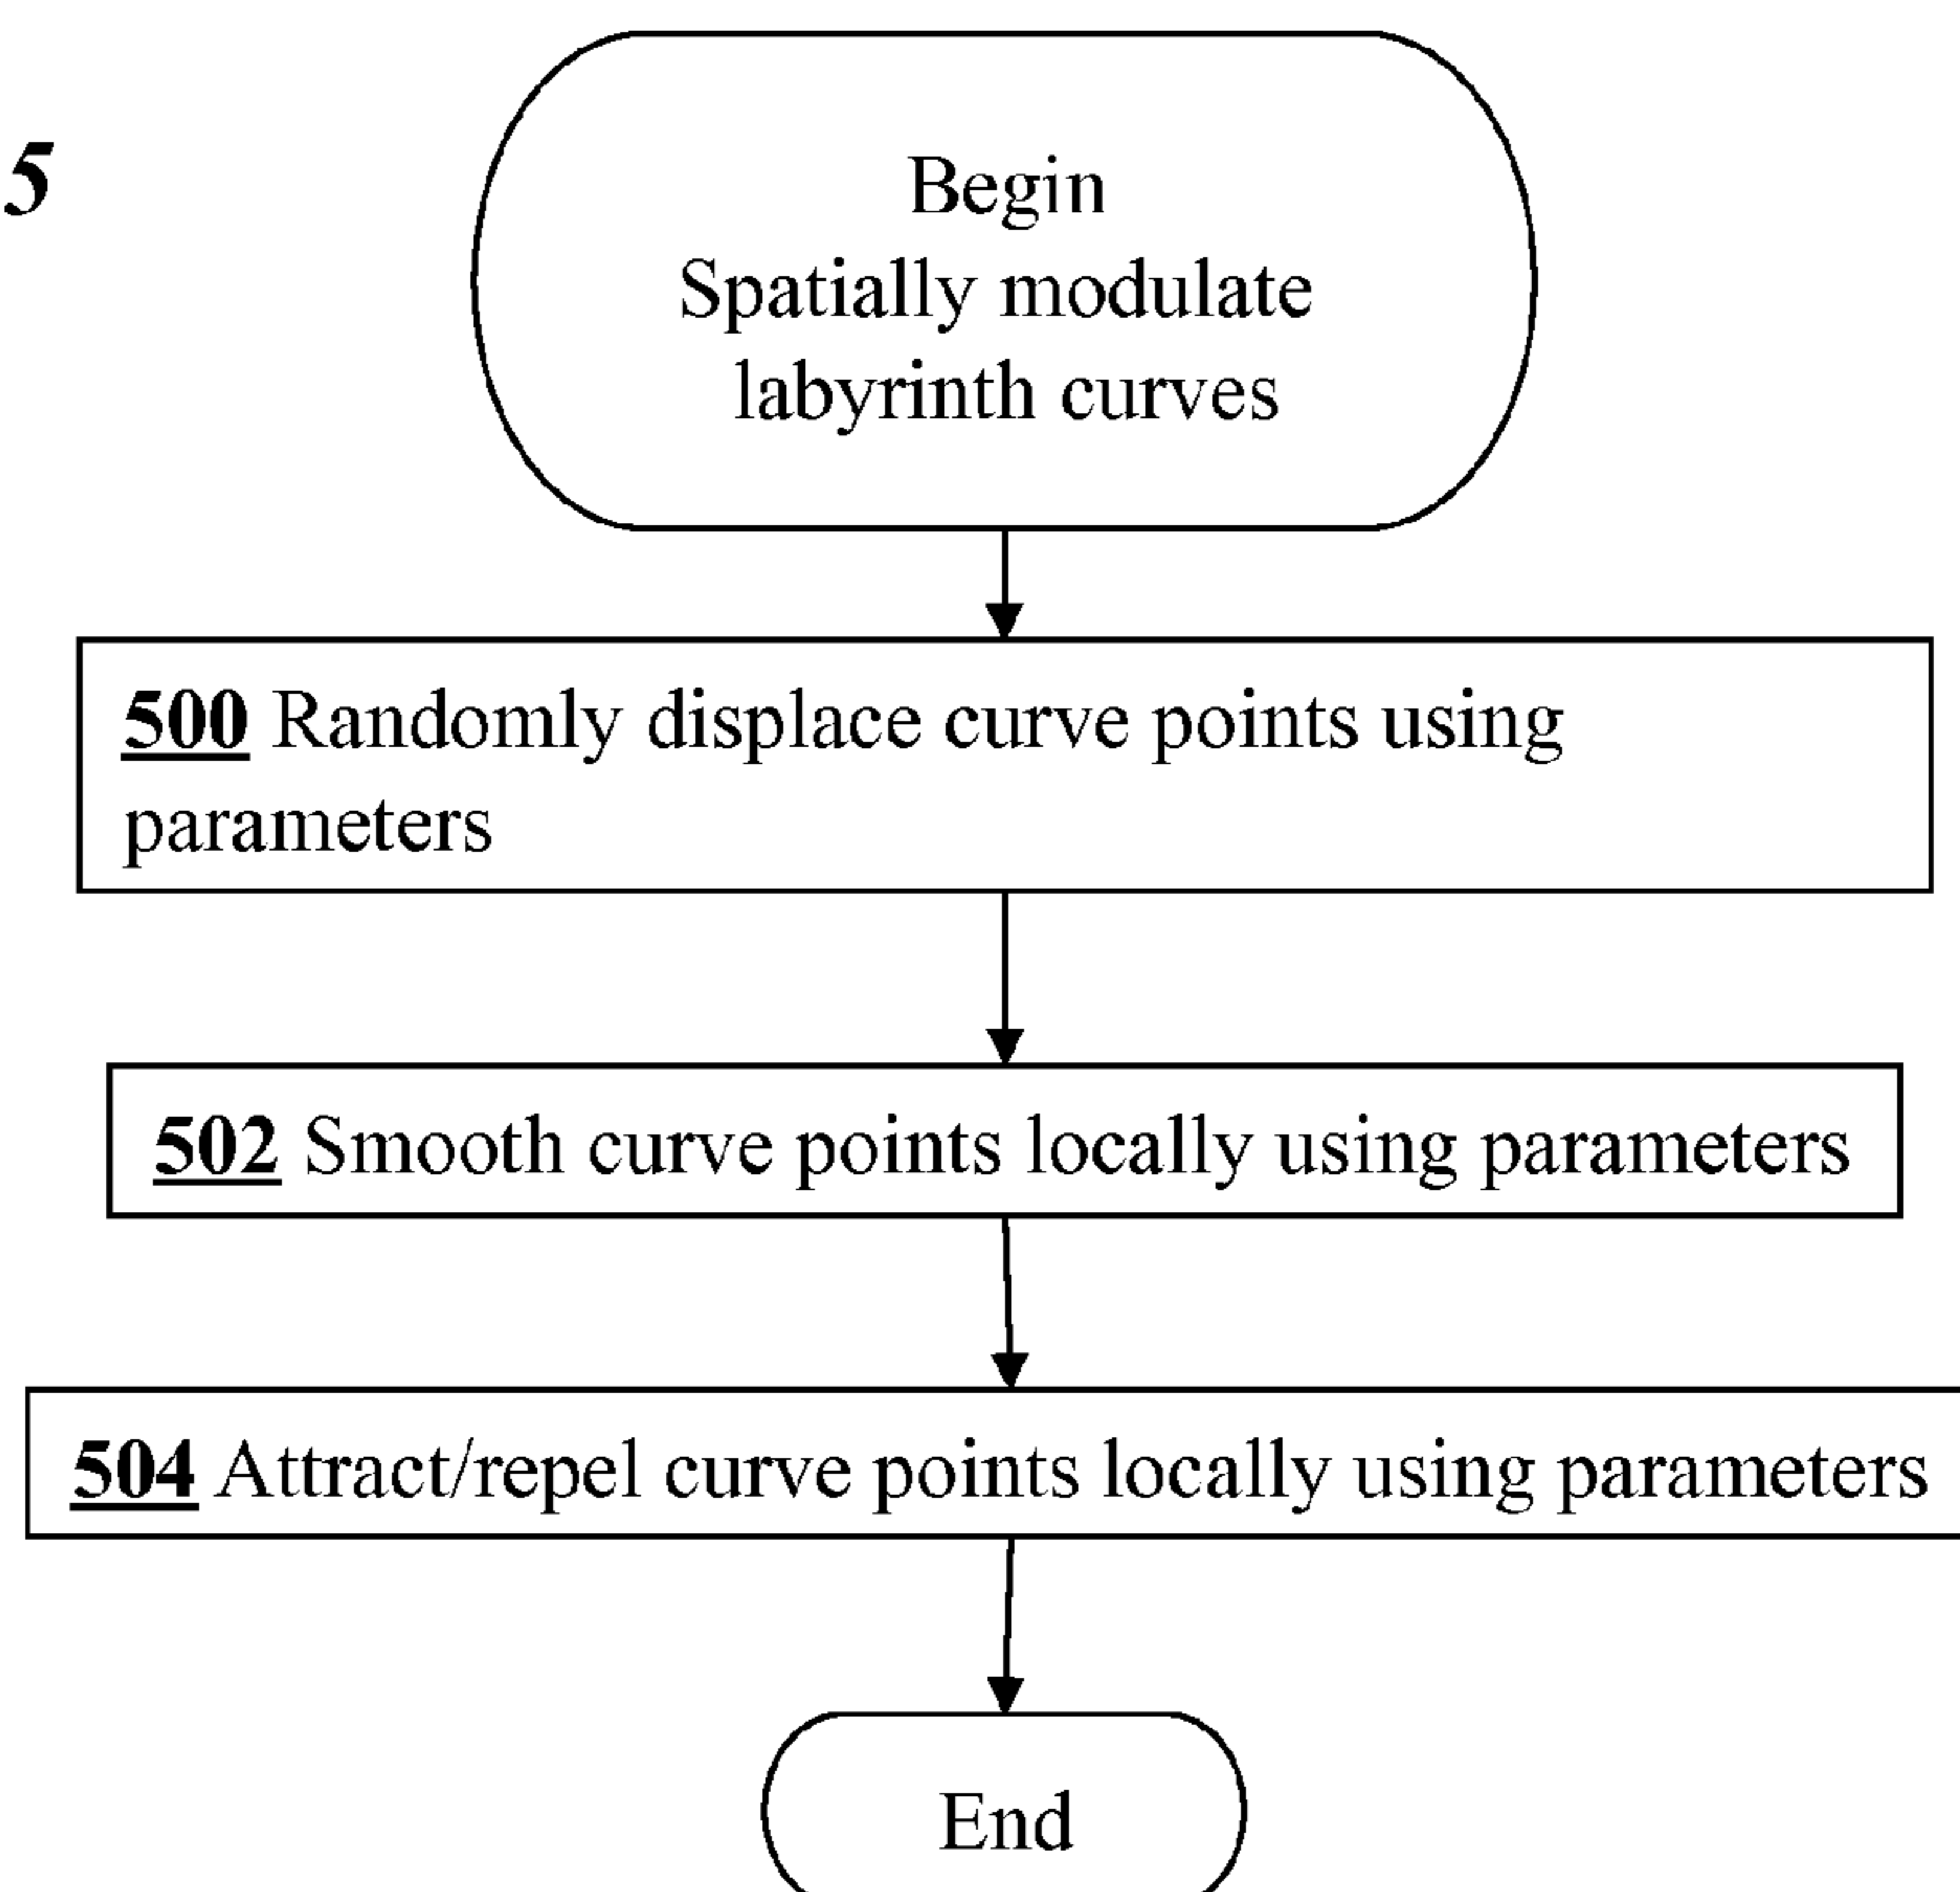 5
Begin
Spatially modulate
labyrinth curves
500 Randomly displace curve points using
parameters
502 Smooth curve points locally using parameters
504 Attract/repel curve points locally using parameters
End